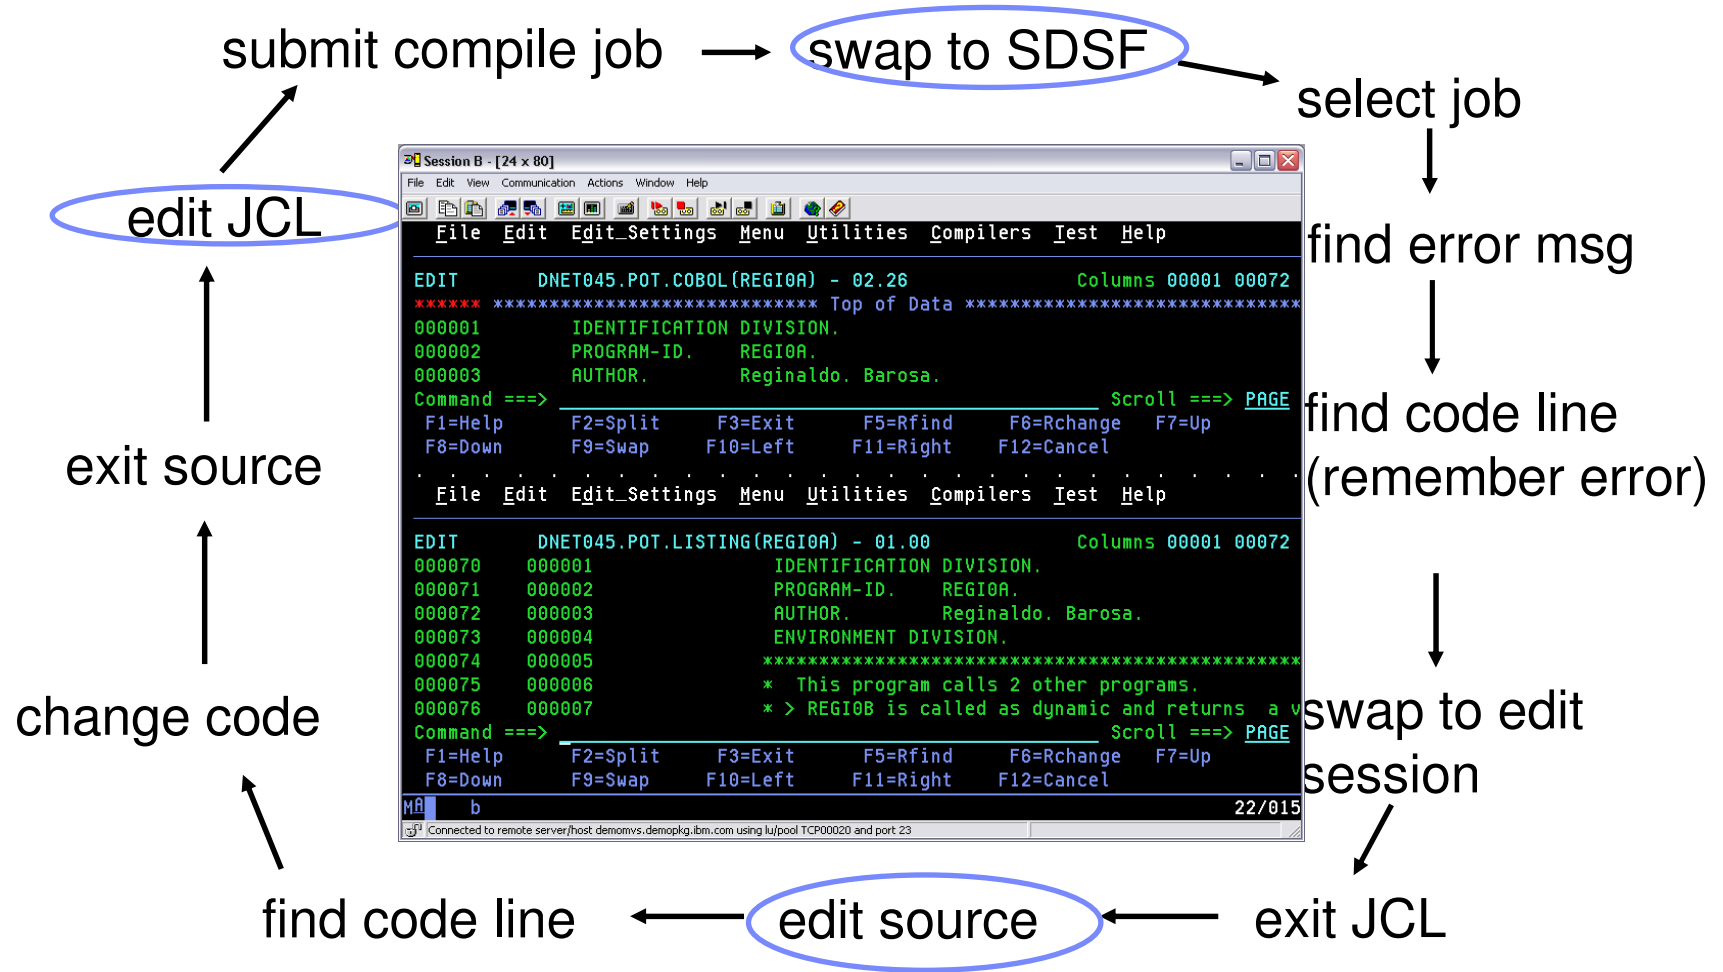 submit compile job
swap to SDSF
select job
find error msg
find code line
(remember error)
swap to edit
session
exit JCL
edit source
find code line
change code
exit source
edit JCL
Session B - [24 x 80]
File Edit View Communication Actions Window Help
File Edit Edit_Settings Menu Utilities Compilers Test Help
EDIT DNET045.POT.COBOL(REGI0A) - 02.26 Columns 00001 00072
****** ***************************** Top of Data ******************************
000001 IDENTIFICATION DIVISION.
000002 PROGRAM-ID. REGI0A.
000003 AUTHOR. Reginaldo. Barosa.
Command ===> Scroll ===> PAGE
F1=Help F2=Split F3=Exit F5=Rfind F6=Rchange F7=Up
F8=Down F9=Swap F10=Left F11=Right F12=Cancel
. . . . . . . . . . . . . . . . . . . . . . . . . . . . . . . . . . . . . . . .
File Edit Edit_Settings Menu Utilities Compilers Test Help
EDIT DNET045.POT.LISTING(REGI0A) - 01.00 Columns 00001 00072
000070 000001 IDENTIFICATION DIVISION.
000071 000002 PROGRAM-ID. REGI0A.
000072 000003 AUTHOR. Reginaldo. Barosa.
000073 000004 ENVIRONMENT DIVISION.
000074 000005 ************************************************
000075 000006 * This program calls 2 other programs.
000076 000007 * > REGI0B is called as dynamic and returns a v
Command ===> Scroll ===> PAGE
F1=Help F2=Split F3=Exit F5=Rfind F6=Rchange F7=Up
F8=Down F9=Swap F10=Left F11=Right F12=Cancel
MA b 22/015
Connected to remote server/host demomvs.demopkg.ibm.com using lu/pool TCP00020 and port 23